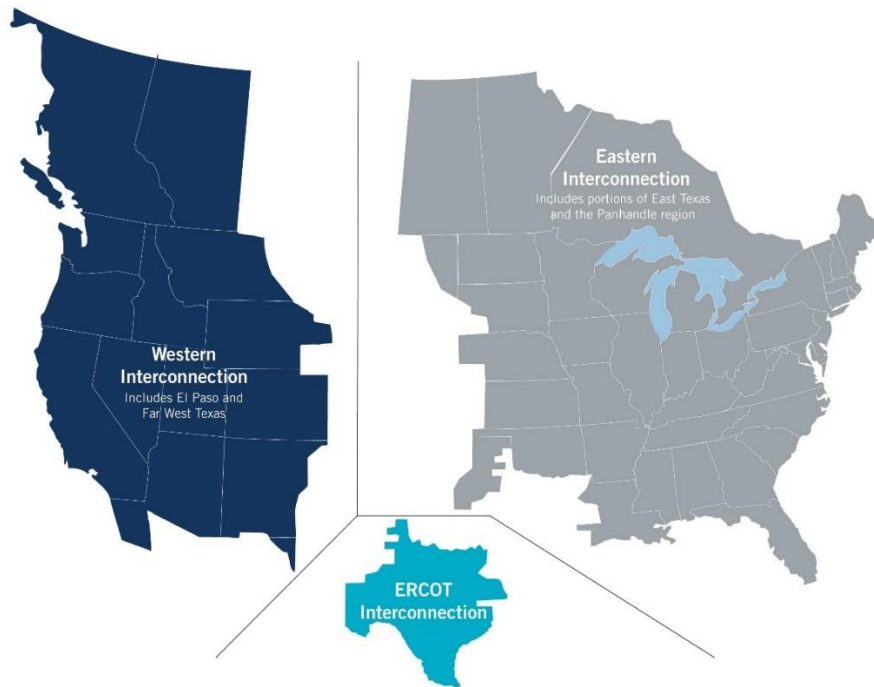 Western
Interconnection
Includes El Paso and
Far West Texas
Eastern
Interconnection
Includes portions of East Texas
and the Panhandle region
ERCOT
Interconnection